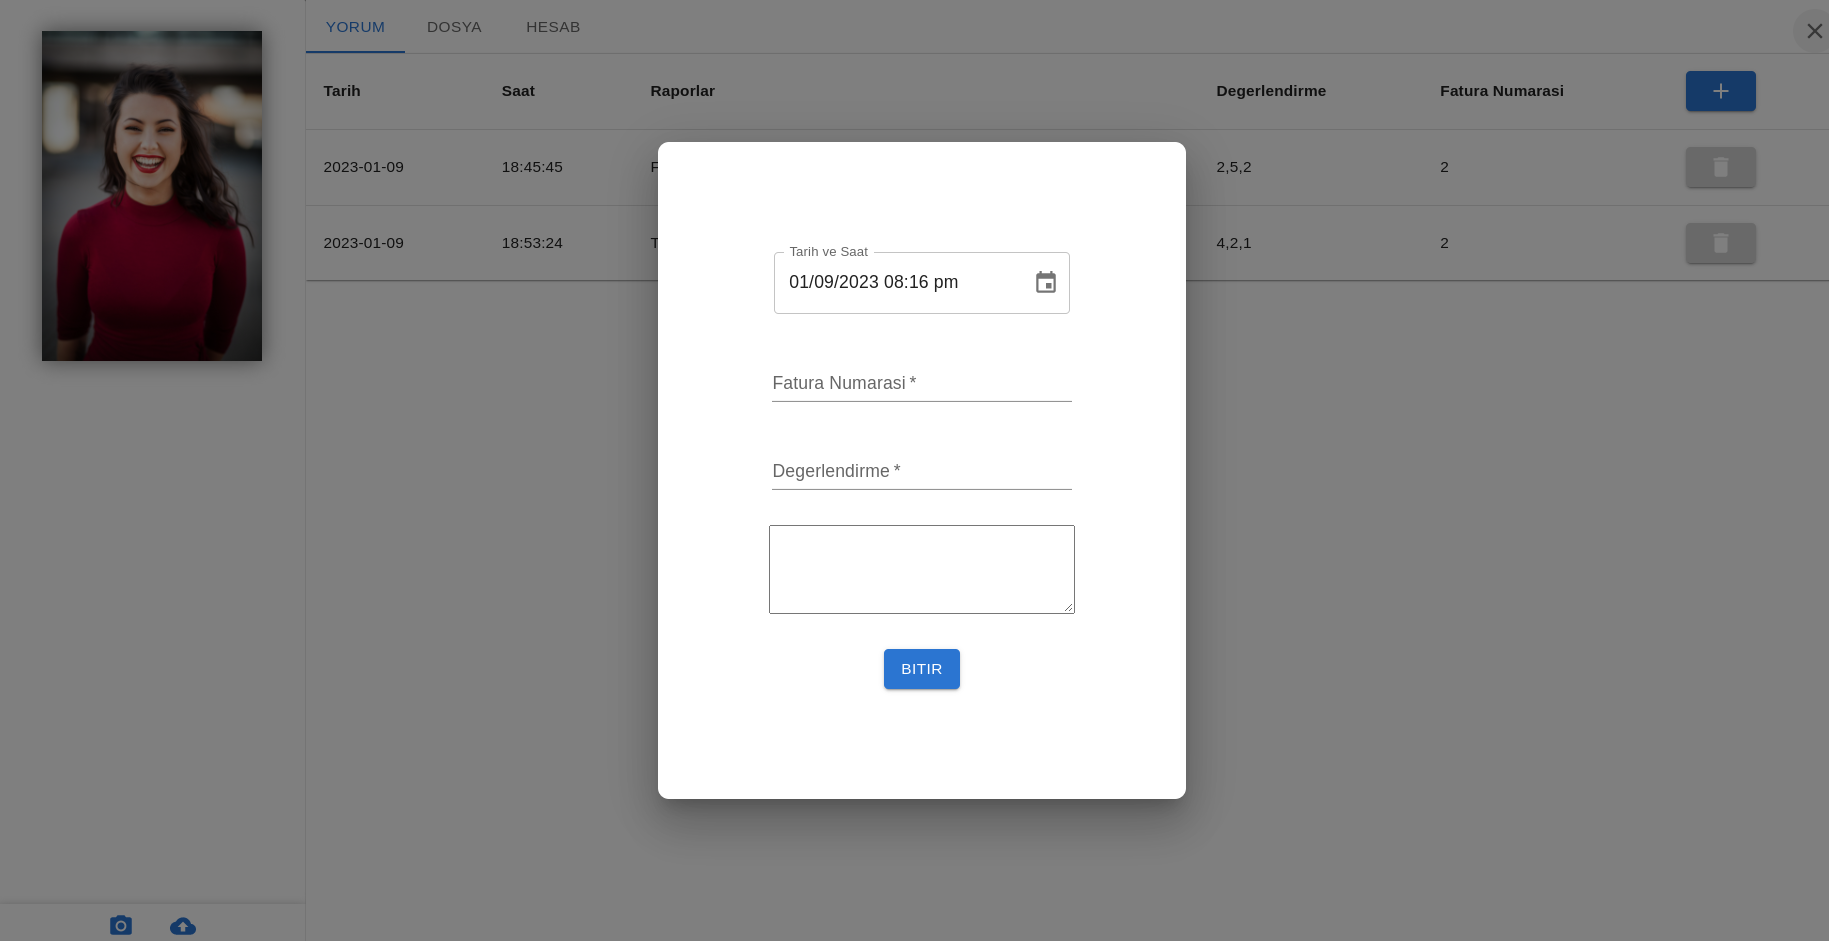 YORUM DOSYA HESAB
Tarih Saat Raporlar Degerlendirme Fatura Numarasi
2023-01-09 18:45:45 2,5,2 2
2023-01-09 18:53:24 4,2,1 2
Tarih ve Saat
01/09/2023 08:16 pm
Fatura Numarasi *
Degerlendirme *
BITIR